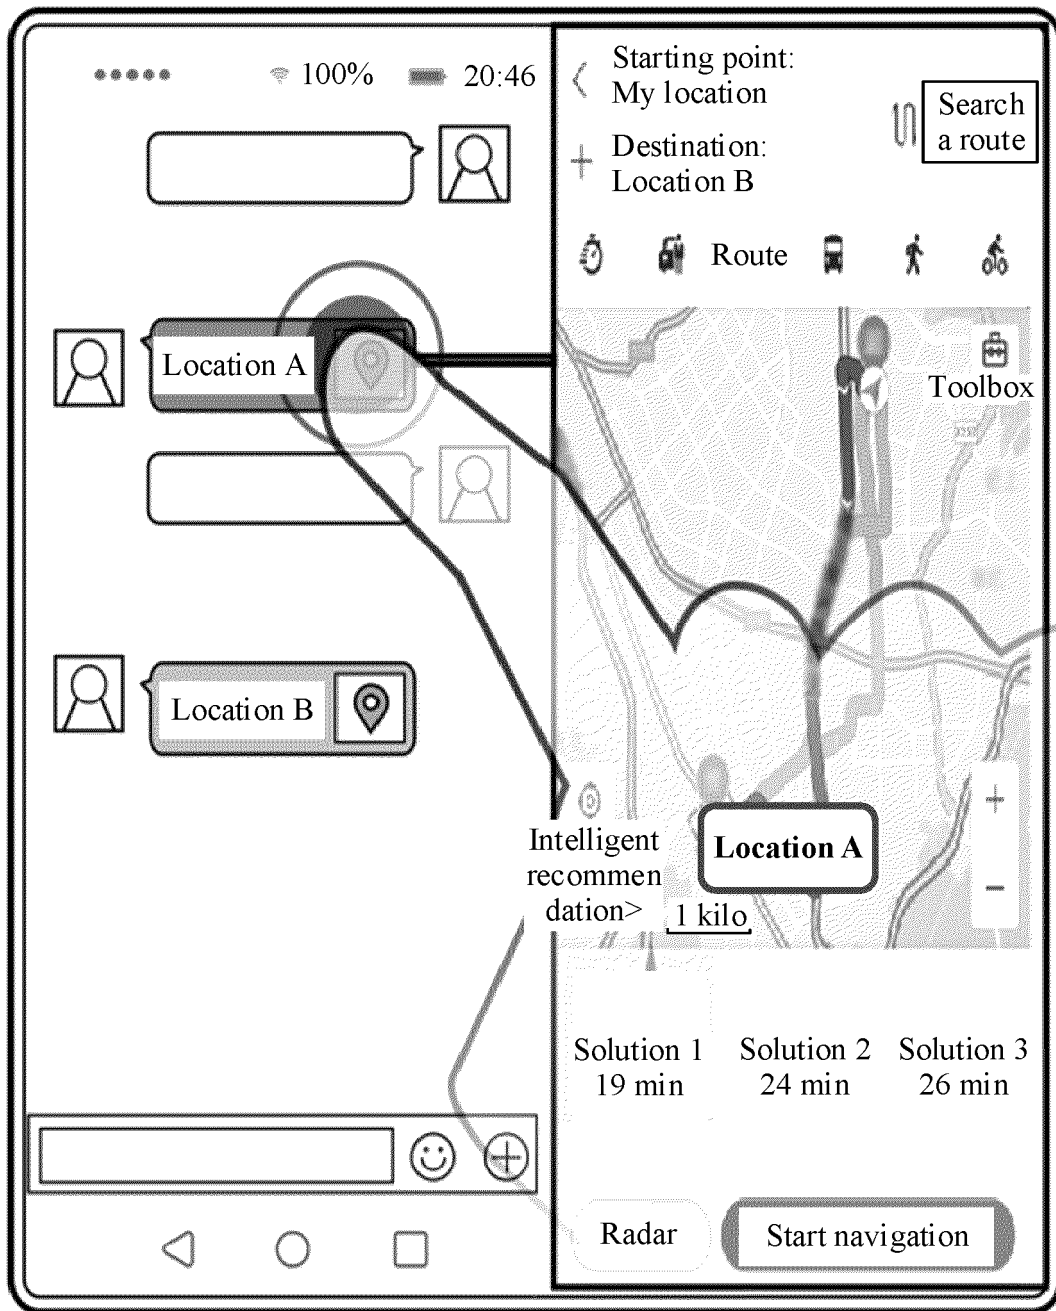 100% 20:46
Location A
Location B
Starting point:
My location
Search
a route
Destination:
Location B
Route
Toolbox
Location A
Intelligent
recommen
dation>
1 kilo
Solution 1
19 min
Solution 2
24 min
Solution 3
26 min
Radar
Start navigation